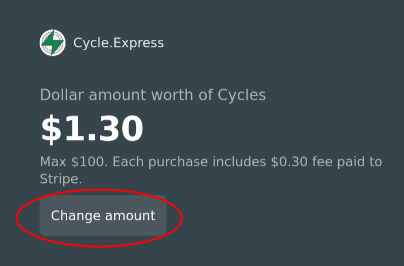 Cycle.Express
Dollar amount worth of Cycles
$1.30
Max $100. Each purchase includes $0.30 fee paid to
Stripe.
Change amount